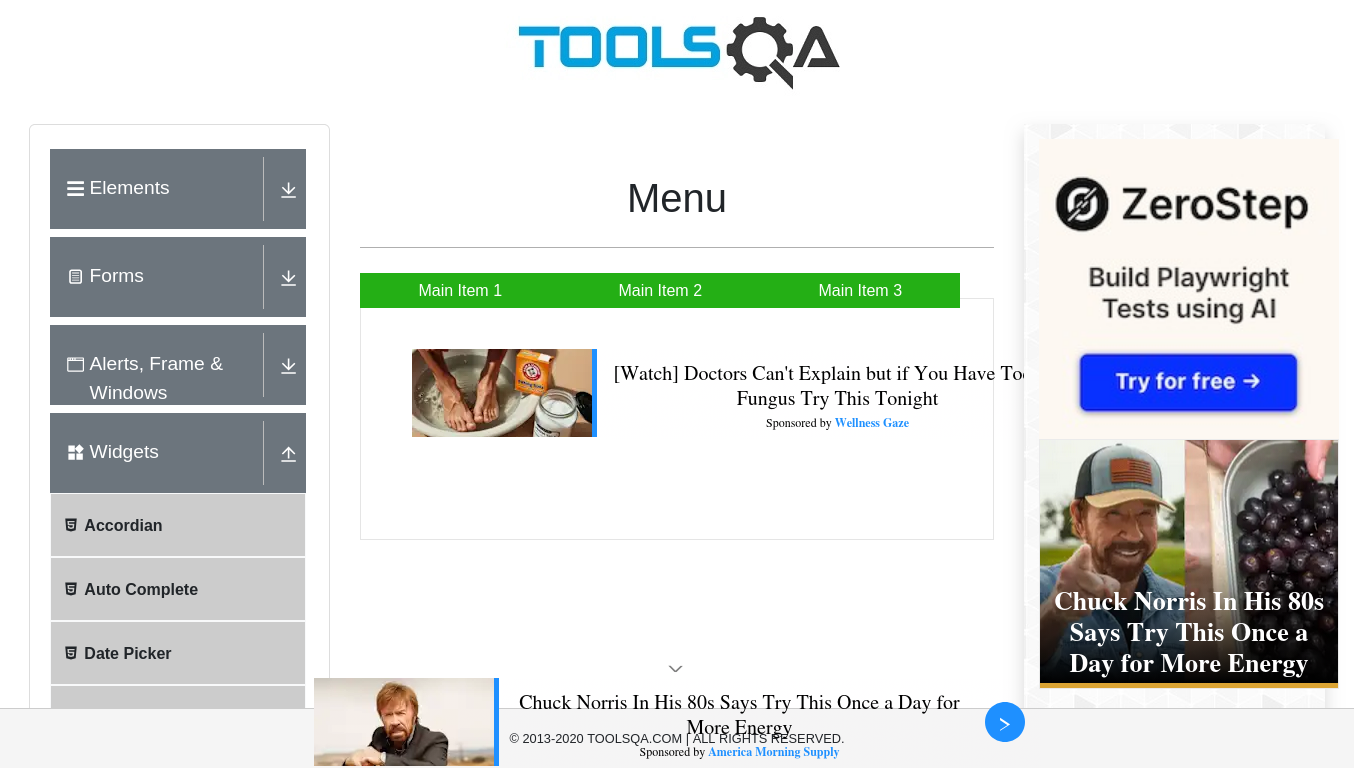 TOOLSQA
Elements
Forms
Alerts, Frame &
Windows
Widgets
Accordian
Auto Complete
Date Picker
Menu
Main Item 1
Main Item 2
Main Item 3
[Watch] Doctors Can't Explain but if You Have To
Fungus Try This Tonight
Sponsored by Wellness Gaze
ZeroStep
Build Playwright
Tests using AI
Try for free →
Chuck Norris In His 80s
Says Try This Once a
Day for More Energy
Chuck Norris In His 80s Says Try This Once a Day for
More Energy
© 2013-2020 TOOLSQA.COM | ALL RIGHTS RESERVED.
Sponsored by America Morning Supply